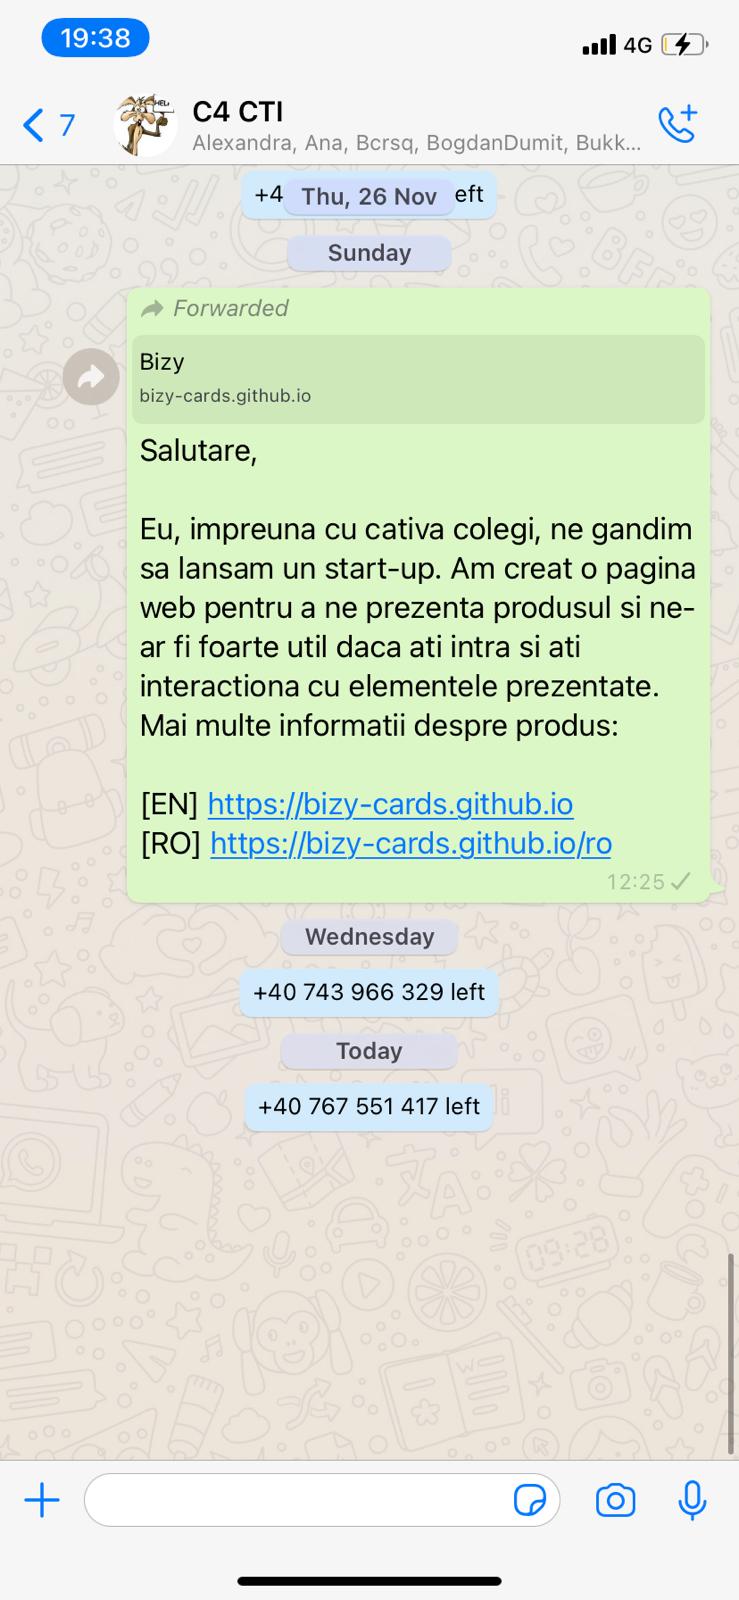 19:38
4G
7
C4 CTI
Alexandra, Ana, Bcrsq, BogdanDumit, Bukk...
+4
Thu, 26 Nov
eft
Sunday
Forwarded
Bizy
bizy-cards.github.io
Salutare,
Eu, impreuna cu cativa colegi, ne gandim
sa lansam un start-up. Am creat o pagina
web pentru a ne prezenta produsul si ne-
ar fi foarte util daca ati intra si ati
interactiona cu elementele prezentate.
Mai multe informatii despre produs:
[EN] https://bizy-cards.github.io
[RO] https://bizy-cards.github.io/ro
12:25
Wednesday
+40 743 966 329 left
Today
+40 767 551 417 left